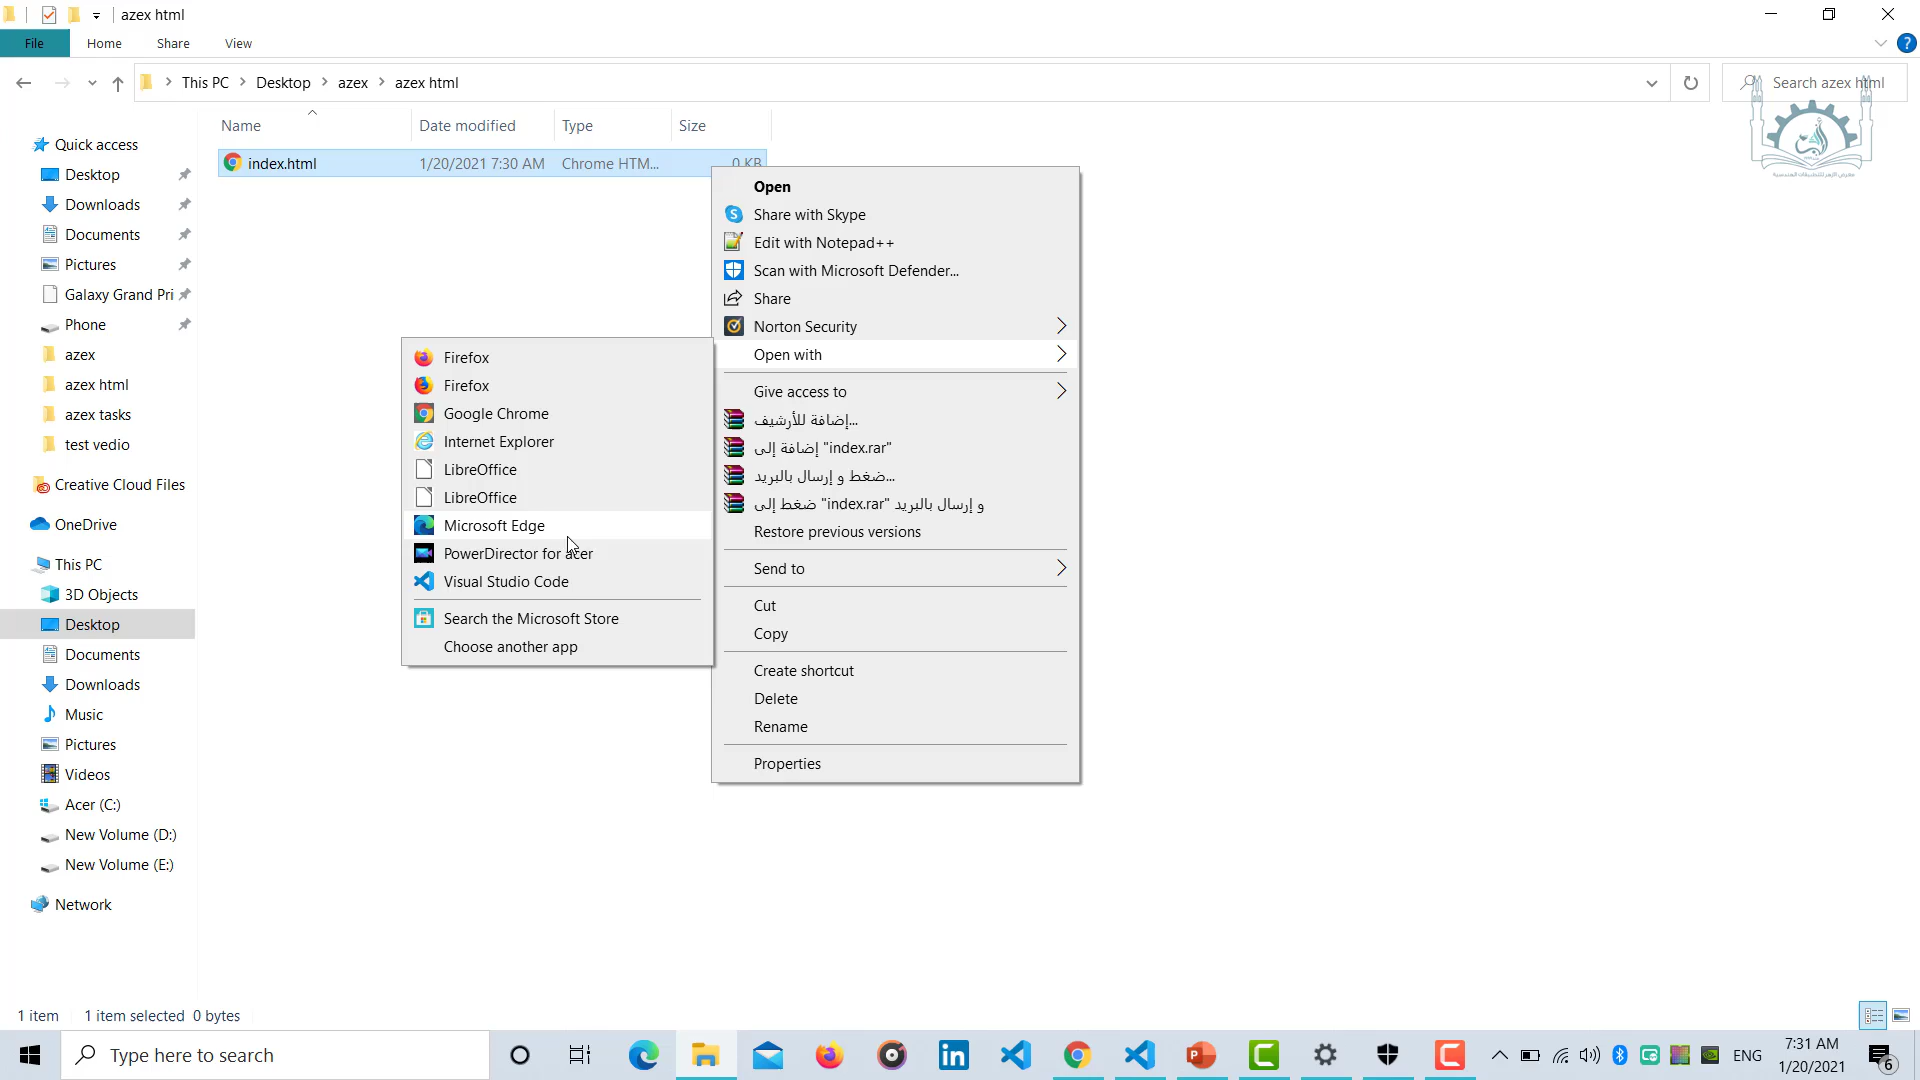 azex html
File
Home
Share
View
This PC
Desktop
azex
azex html
Search azex html
Name
Date modified
Type
Size
index.html
1/20/2021 7:30 AM
Chrome HTM...
0 KB
Quick access
Desktop
Downloads
Documents
Pictures
Galaxy Grand Pri
Phone
azex
azex html
azex tasks
test vedio
Creative Cloud Files
OneDrive
This PC
3D Objects
Desktop
Documents
Downloads
Music
Pictures
Videos
Acer (C:)
New Volume (D:)
New Volume (E:)
Network
Open
Share with Skype
Edit with Notepad++
Scan with Microsoft Defender...
Share
Norton Security
Open with
Give access to
إضافة للأرشيف...
إضافة إلى "index.rar"
ضغط و إرسال بالبريد...
ضغط إلى "index.rar" و إرسال بالبريد
Restore previous versions
Send to
Cut
Copy
Create shortcut
Delete
Rename
Properties
Firefox
Firefox
Google Chrome
Internet Explorer
LibreOffice
LibreOffice
Microsoft Edge
PowerDirector for acer
Visual Studio Code
Search the Microsoft Store
Choose another app
معرض الازهر للتطبيقات الهندسية
1 item
1 item selected 0 bytes
Type here to search
ENG
7:31 AM
1/20/2021
6